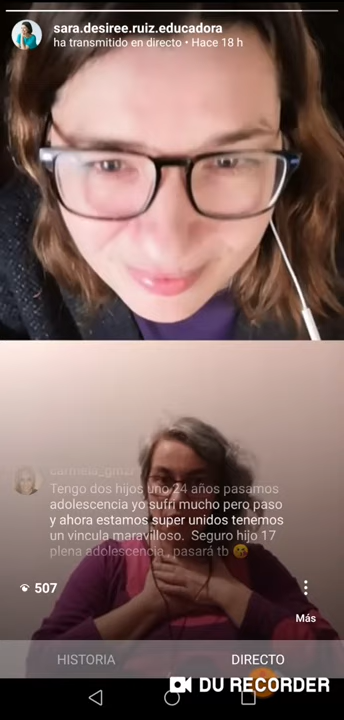 sara.desiree.ruiz.educadora
ha transmitido en directo • Hace 18 h
Tengo dos hijos uno 24 años pasamos
adolescencia yo sufri mucho pero paso
y ahora estamos super unidos tenemos
un vincula maravilloso. Seguro hijo 17
plena adolescencia , pasará tb
507
Más
HISTORIA
DIRECTO
DU RECORDER